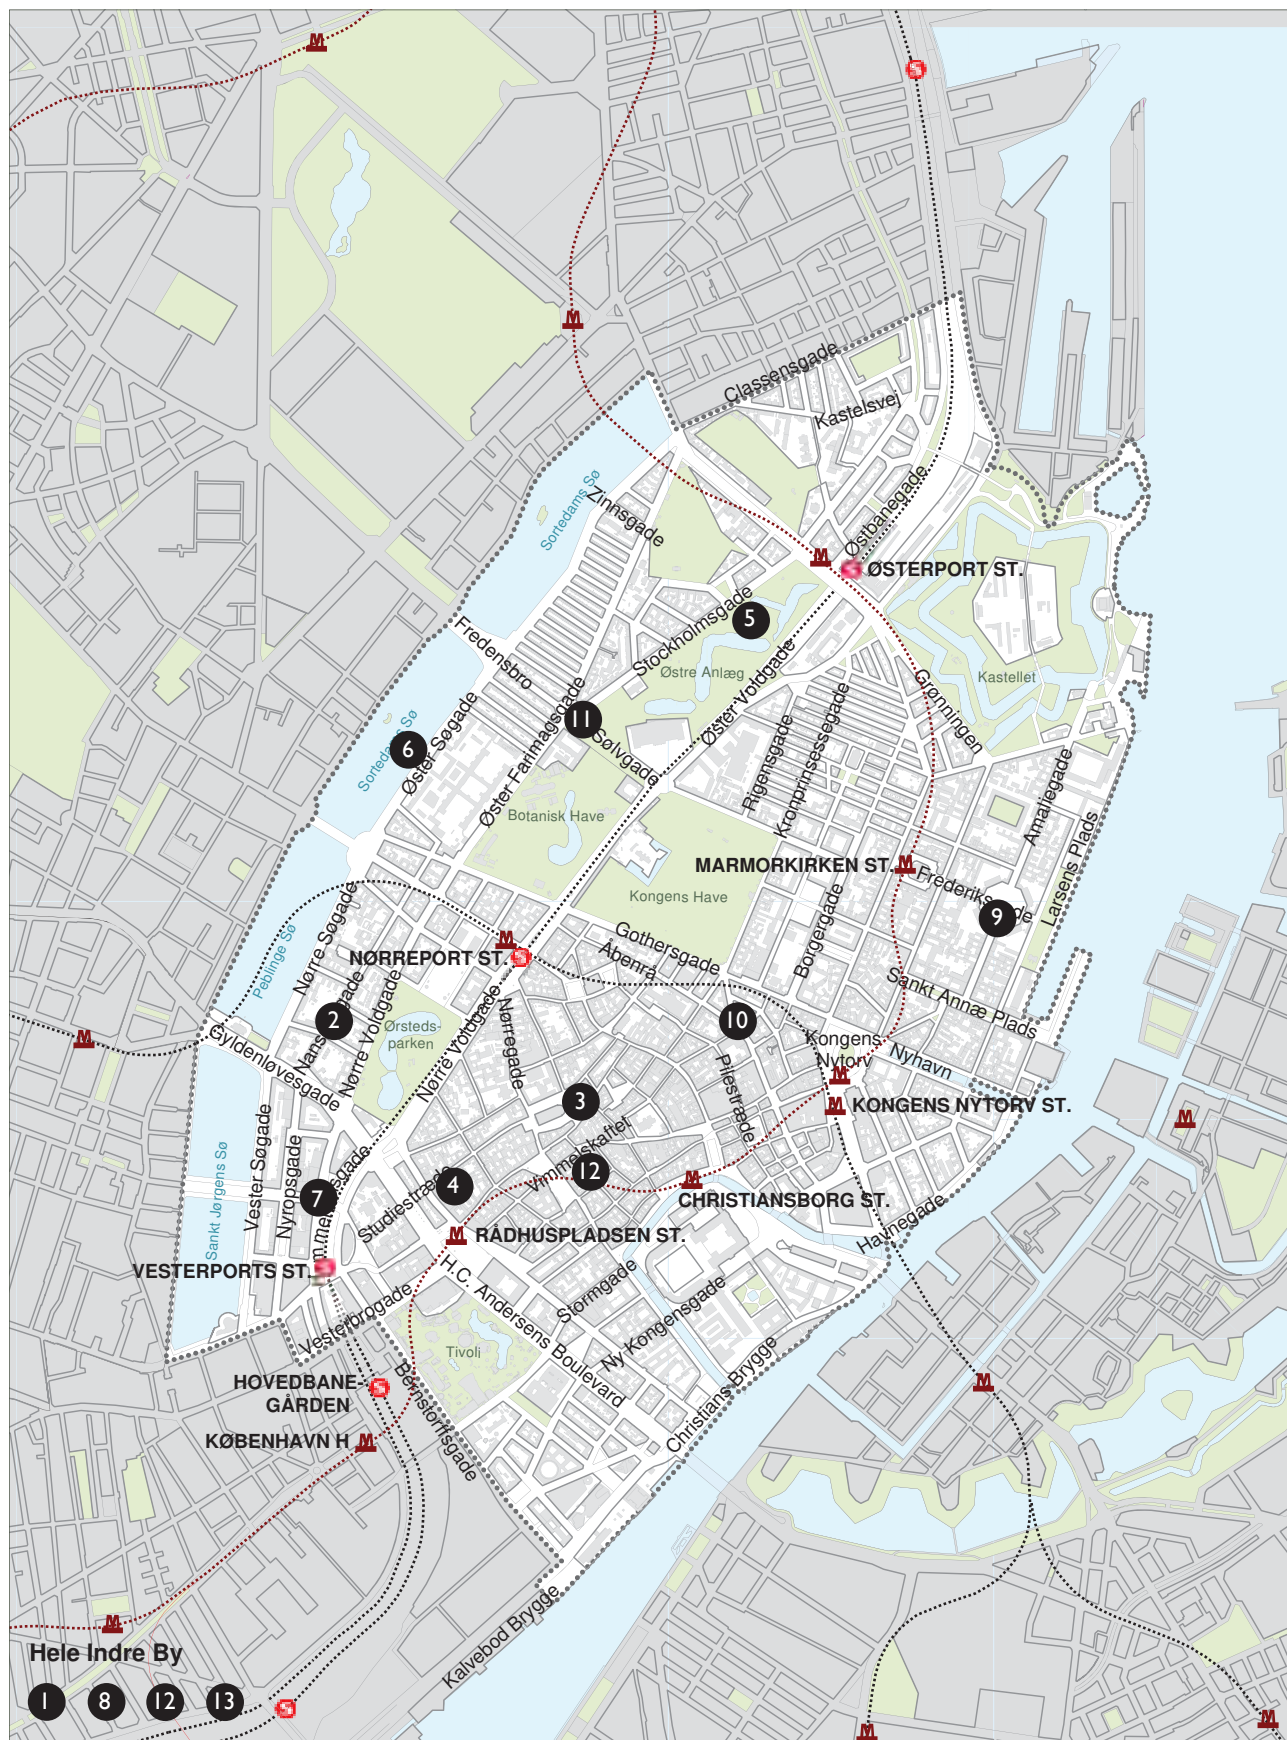 M
S
M
Classensgade
Kastelsvej
Sortedams Sø
Zinnsgade
Østbanegade
M
S
ØSTERPORT ST.
5
Stockholmsgade
Fredensbro
Østre Anlæg
Øster Voldgade
Kastellet
Grønningen
11
Sølvgade
6
Sortedams Sø
Øster Søgade
Øster Farimagsgade
Rigensgade
Kronprinsessegade
Amaliegade
Botanisk Have
Larsens Plads
MARMORKIRKEN ST.
M
Frederiksgade
9
Kongens Have
Borgergade
Gothersgade
Åbenrå
Nørre Søgade
Peblinge Sø
M
NØRREPORT ST.
S
Sankt Annæ Plads
2
Nørre Voldgade
Ørsteds-
parken
Nørre Voldgade
Nørregade
10
Kongens
Nytorv
Nyhavn
M
Gyldenløvesgade
M
Pilestræde
M
KONGENS NYTORV ST.
M
3
Vimmelskaftet
12
Sankt Jørgens Sø
Vester Søgade
Nyropsgade
7
Studiestræde
4
M
CHRISTIANSBORG ST.
Havnegade
M
RÅDHUSPLADSEN ST.
VESTERPORTS ST.
S
Vesterbrogade
H.C. Andersens Boulevard
Stormgade
Ny Kongensgade
Tivoli
Christians Brygge
HOVEDBANE-
GÅRDEN
S
Bernstorffsgade
M
KØBENHAVN H
M
M
Kalvebod Brygge
Hele Indre By
1
8
12
13
S
M
M